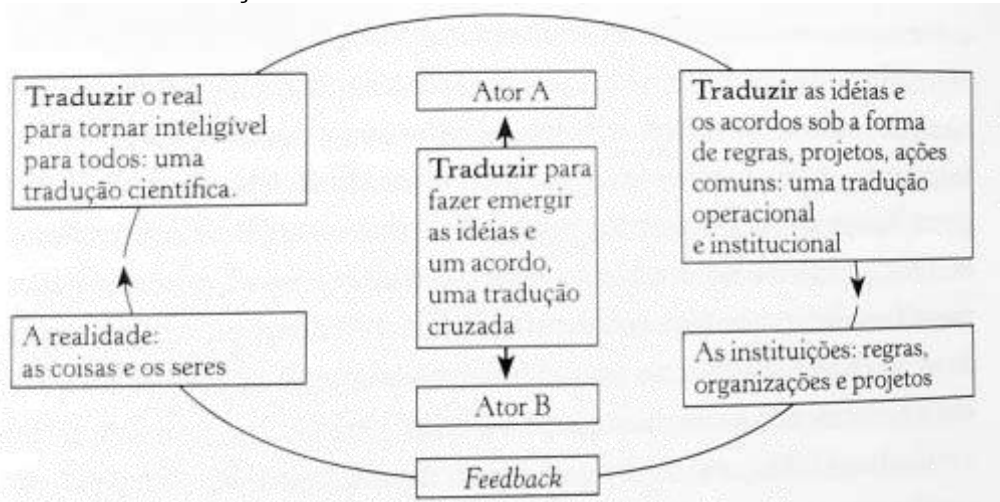 Traduzir o real
para tornar inteligível
para todos: uma
tradução científica.
A realidade:
as coisas e os seres
Ator A
Traduzir para
fazer emergir
as idéias e
um acordo,
uma tradução
cruzada
Ator B
Feedback
Traduzir as idéias e
os acordos sob a forma
de regras, projetos, ações
comuns: uma tradução
operacional
e institucional
As instituições: regras,
organizações e projetos